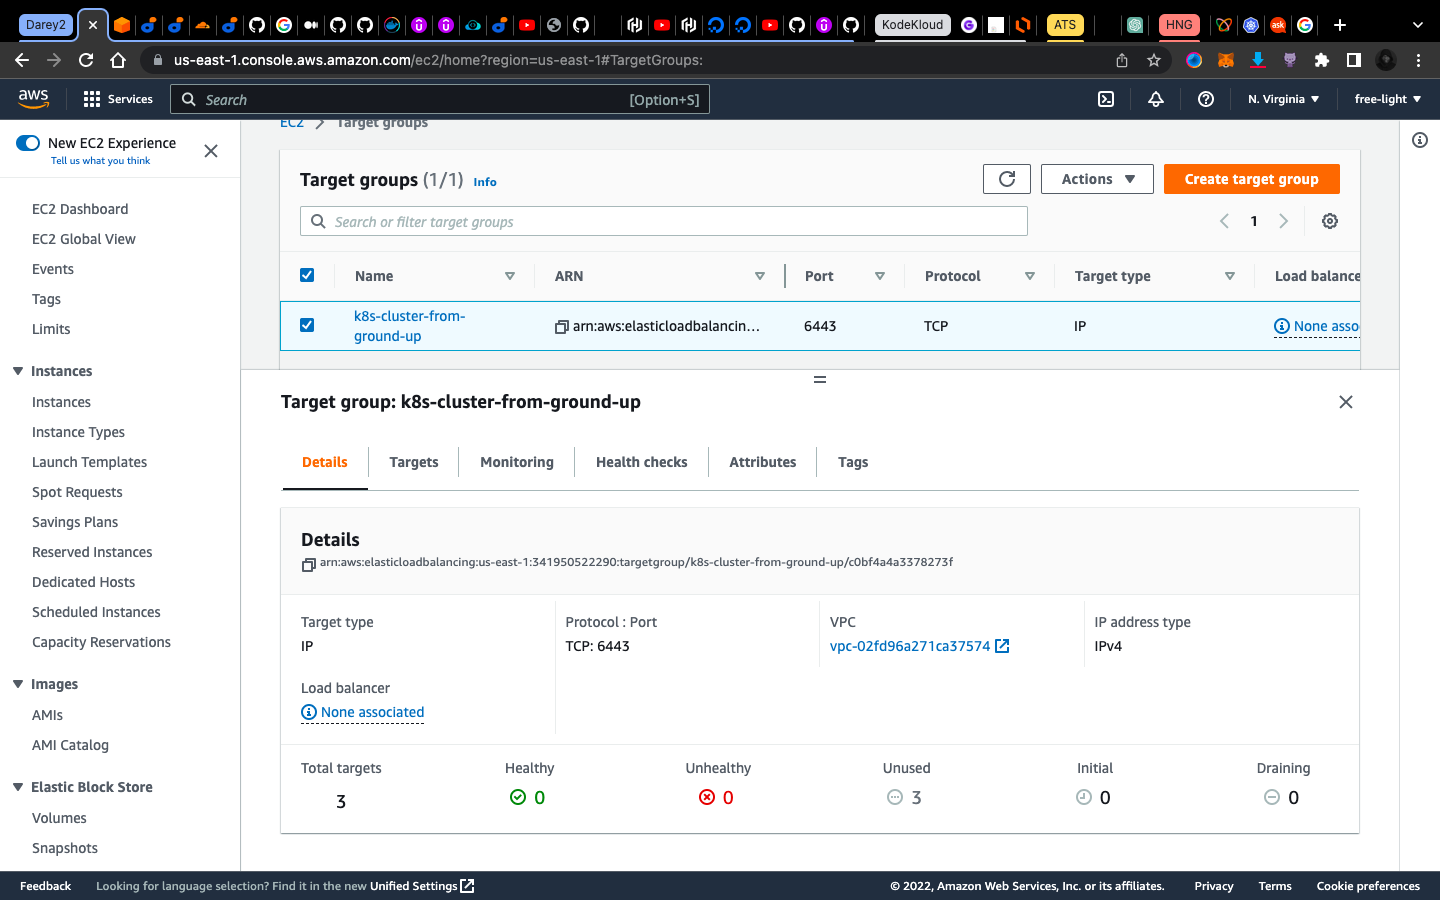 Darey2
KodeKloud
ATS
HNG
us-east-1.console.aws.amazon.com/ec2/home?region=us-east-1#TargetGroups:
aws
Services
Search
[Option+S]
N. Virginia
free-light
New EC2 Experience
Tell us what you think
EC2 Dashboard
EC2 Global View
Events
Tags
Limits
Instances
Instances
Instance Types
Launch Templates
Spot Requests
Savings Plans
Reserved Instances
Dedicated Hosts
Scheduled Instances
Capacity Reservations
Images
AMIs
AMI Catalog
Elastic Block Store
Volumes
Snapshots
EC2 > Target groups
Target groups (1/1) Info
Actions
Create target group
Search or filter target groups
1
Name
ARN
Port
Protocol
Target type
Load balance
k8s-cluster-from-
ground-up
arn:aws:elasticloadbalancin...
6443
TCP
IP
None asso
Target group: k8s-cluster-from-ground-up
Details
Targets
Monitoring
Health checks
Attributes
Tags
Details
arn:aws:elasticloadbalancing:us-east-1:341950522290:targetgroup/k8s-cluster-from-ground-up/c0bf4a4a3378273f
Target type
IP
Protocol : Port
TCP: 6443
VPC
vpc-02fd96a271ca37574
IP address type
IPv4
Load balancer
None associated
Total targets
3
Healthy
0
Unhealthy
0
Unused
3
Initial
0
Draining
0
Feedback
Looking for language selection? Find it in the new Unified Settings
© 2022, Amazon Web Services, Inc. or its affiliates.
Privacy
Terms
Cookie preferences